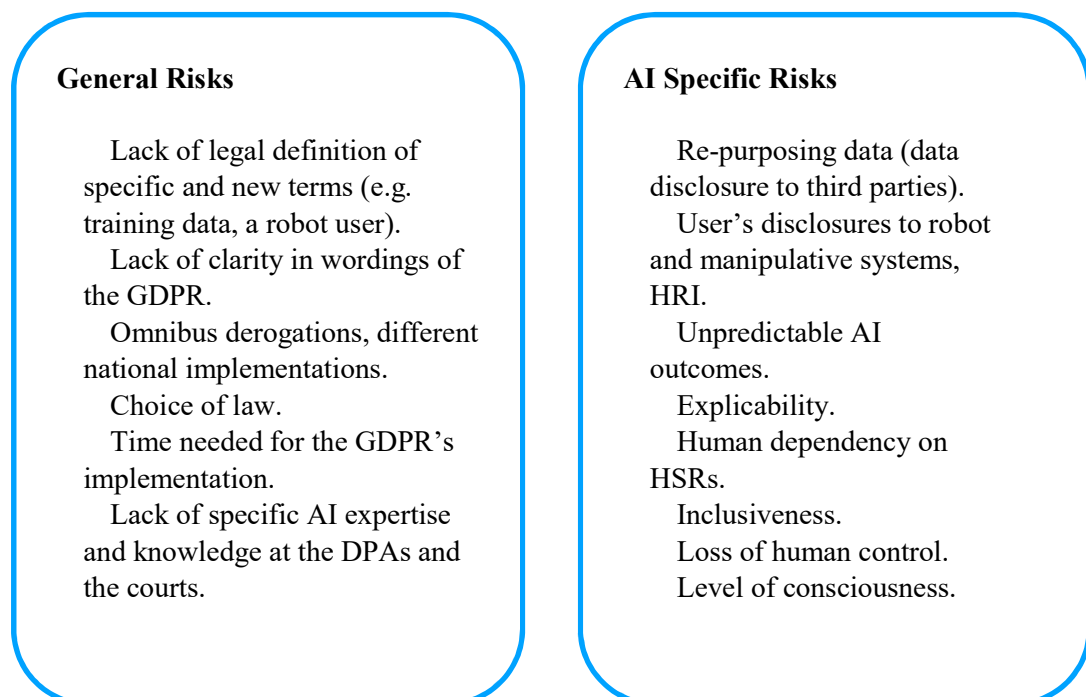 General Risks
Lack of legal definition of
specific and new terms (e.g.
training data, a robot user).
Lack of clarity in wordings of
the GDPR.
Omnibus derogations, different
national implementations.
Choice of law.
Time needed for the GDPR’s
implementation.
Lack of specific AI expertise
and knowledge at the DPAs and
the courts.
AI Specific Risks
Re-purposing data (data
disclosure to third parties).
User’s disclosures to robot
and manipulative systems,
HRI.
Unpredictable AI
outcomes.
Explicability.
Human dependency on
HSRs.
Inclusiveness.
Loss of human control.
Level of consciousness.